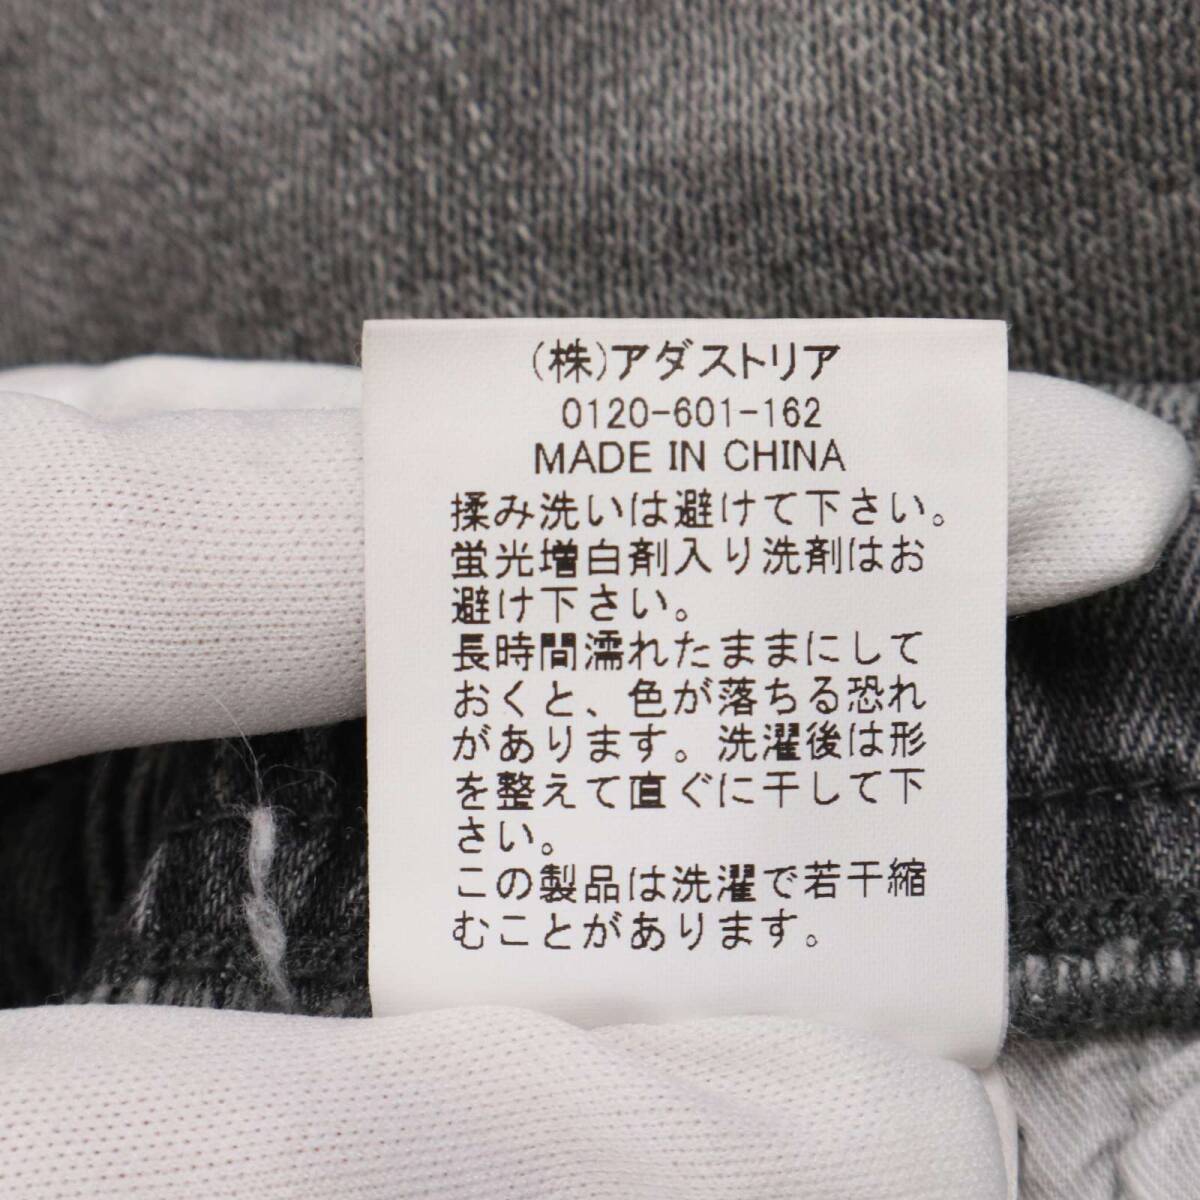 (株)アダストリア
0120-601-162
MADE IN CHINA
揉み洗いは避けて下さい。
蛍光増白剤入り洗剤はお
避け下さい。
長時間濡れたままにして
おくと、色が落ちる恐れ
があります。洗濯後は形
を整えて直ぐに干して下
さい。
この製品は洗濯で若干縮
むことがあります。